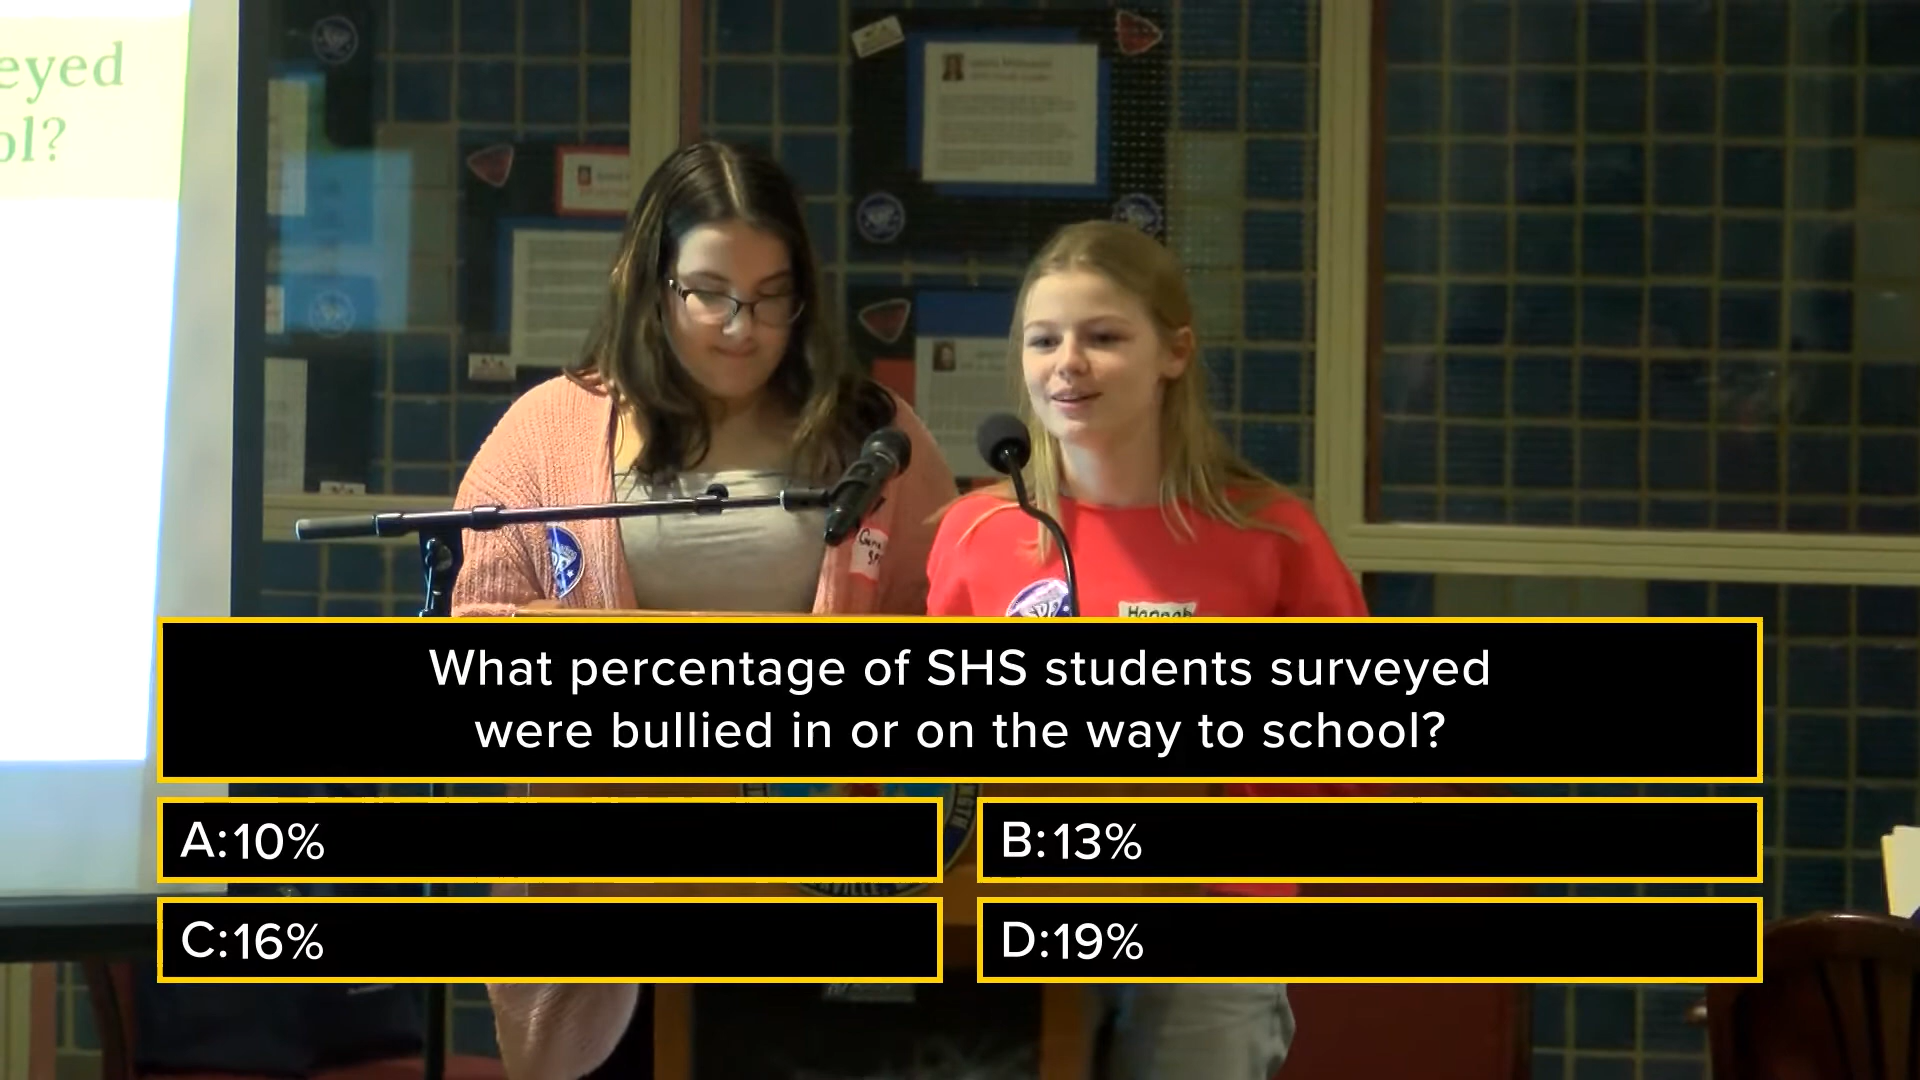 eyed
ol?
Hannah
What percentage of SHS students surveyed
were bullied in or on the way to school?
A:10%
B:13%
C:16%
D:19%